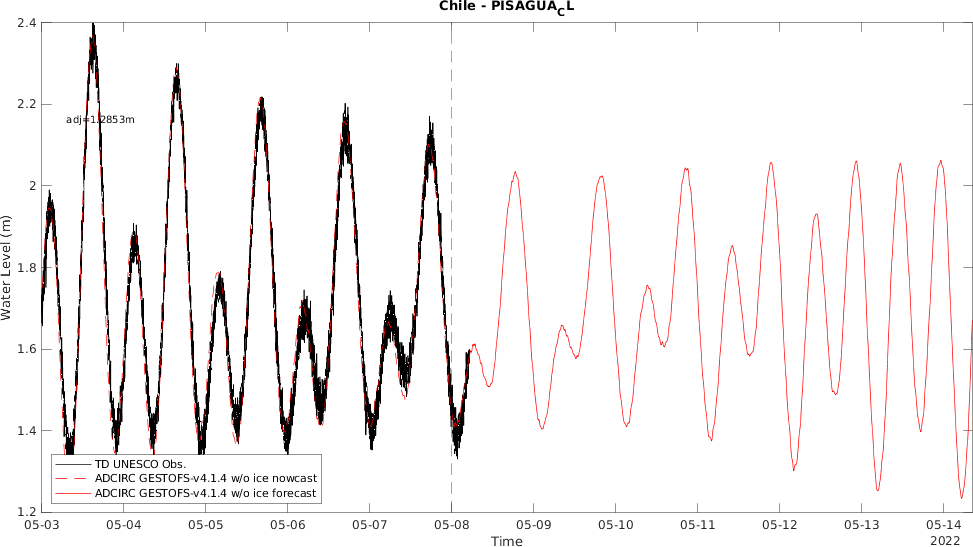 Chile - PISAGUA_CL
2.4
2.2
2
1.8
1.6
1.4
1.2
Water Level (m)
adj=1.2853m
TD UNESCO Obs.
ADCIRC GESTOFS-v4.1.4 w/o ice nowcast
ADCIRC GESTOFS-v4.1.4 w/o ice forecast
05-03 05-04 05-05 05-06 05-07 05-08 05-09 05-10 05-11 05-12 05-13 05-14
Time
2022